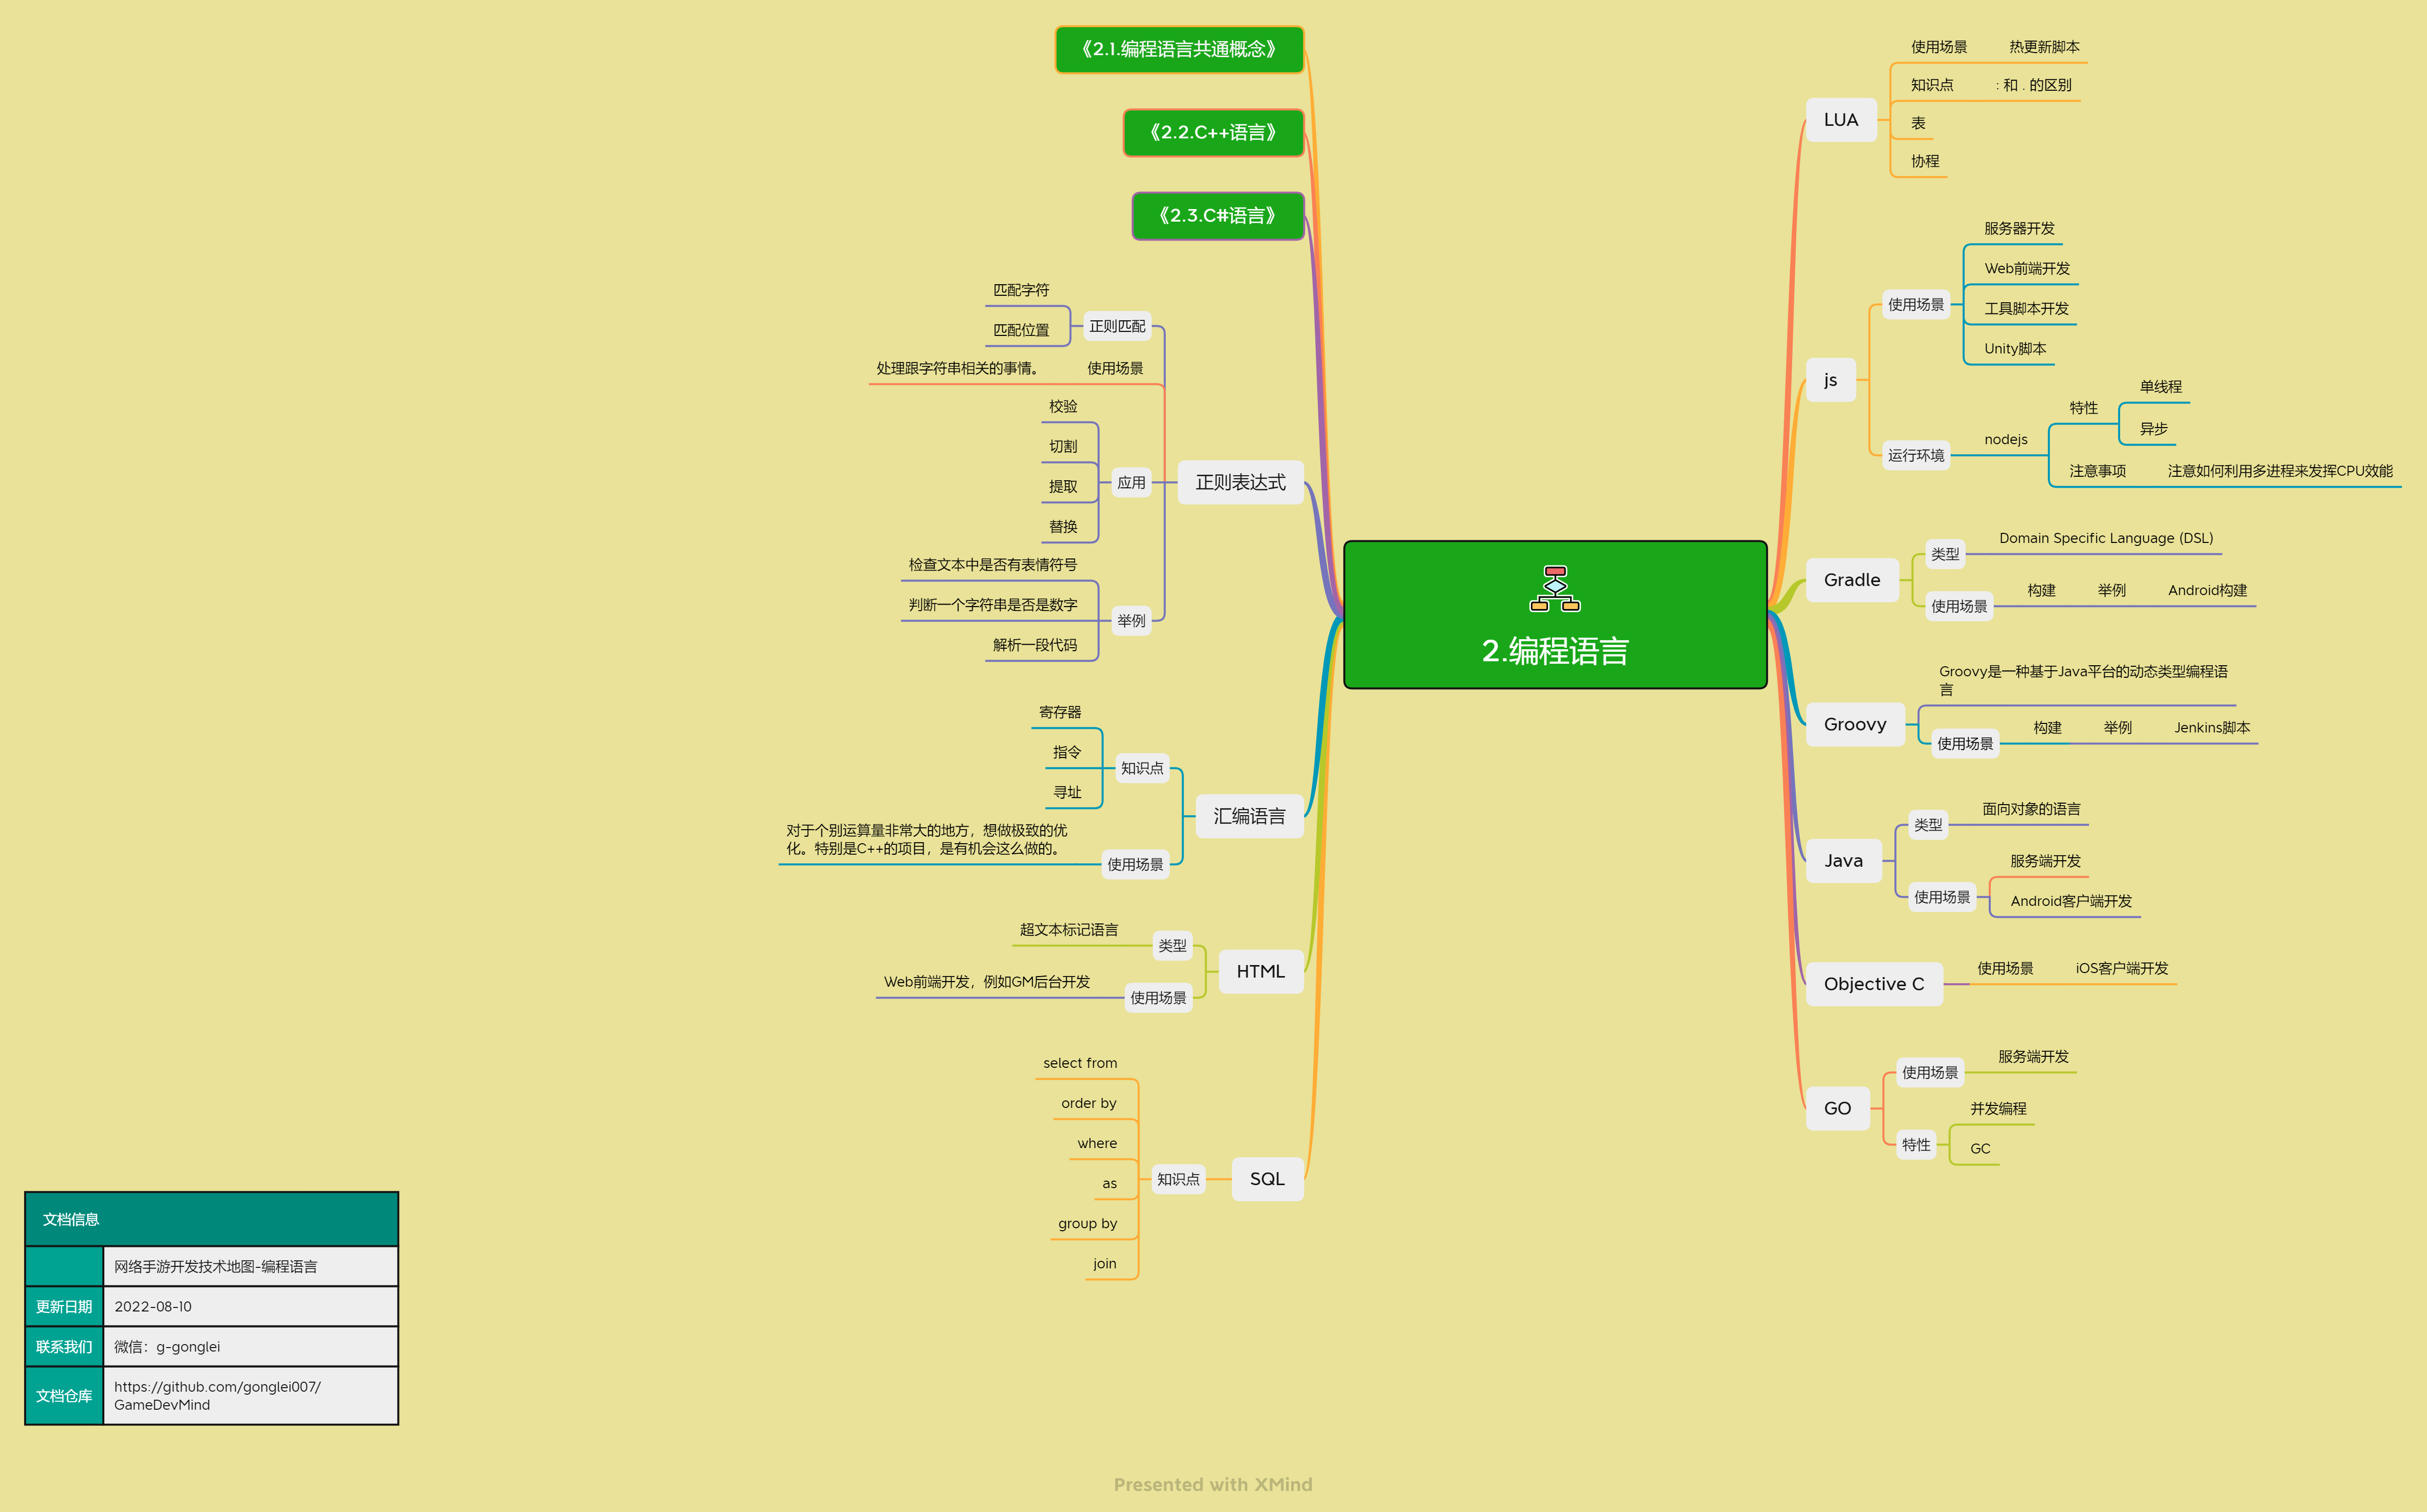 《2.1.编程语言共通概念》
《2.2.C++语言》
《2.3.C#语言》
匹配字符
匹配位置
正则匹配
处理跟字符串相关的事情。
使用场景
校验
切割
提取
替换
应用
正则表达式
检查文本中是否有表情符号
判断一个字符串是否是数字
解析一段代码
举例
寄存器
指令
寻址
知识点
汇编语言
对于个别运算量非常大的地方，想做极致的优
化。特别是C++的项目，是有机会这么做的。
使用场景
超文本标记语言
类型
HTML
Web前端开发，例如GM后台开发
使用场景
select from
order by
where
as
group by
join
知识点
SQL
2.编程语言
LUA
使用场景
热更新脚本
知识点
: 和 . 的区别
表
协程
js
使用场景
服务器开发
Web前端开发
工具脚本开发
Unity脚本
运行环境
nodejs
特性
单线程
异步
注意事项
注意如何利用多进程来发挥CPU效能
Gradle
类型
Domain Specific Language (DSL)
使用场景
构建
举例
Android构建
Groovy
Groovy是一种基于Java平台的动态类型编程语
言
使用场景
构建
举例
Jenkins脚本
Java
类型
面向对象的语言
使用场景
服务端开发
Android客户端开发
Objective C
使用场景
iOS客户端开发
GO
使用场景
服务端开发
特性
并发编程
GC
文档信息
网络手游开发技术地图-编程语言
更新日期
2022-08-10
联系我们
微信：g-gonglei
文档仓库
https://github.com/gonglei007/
GameDevMind
Presented with XMind